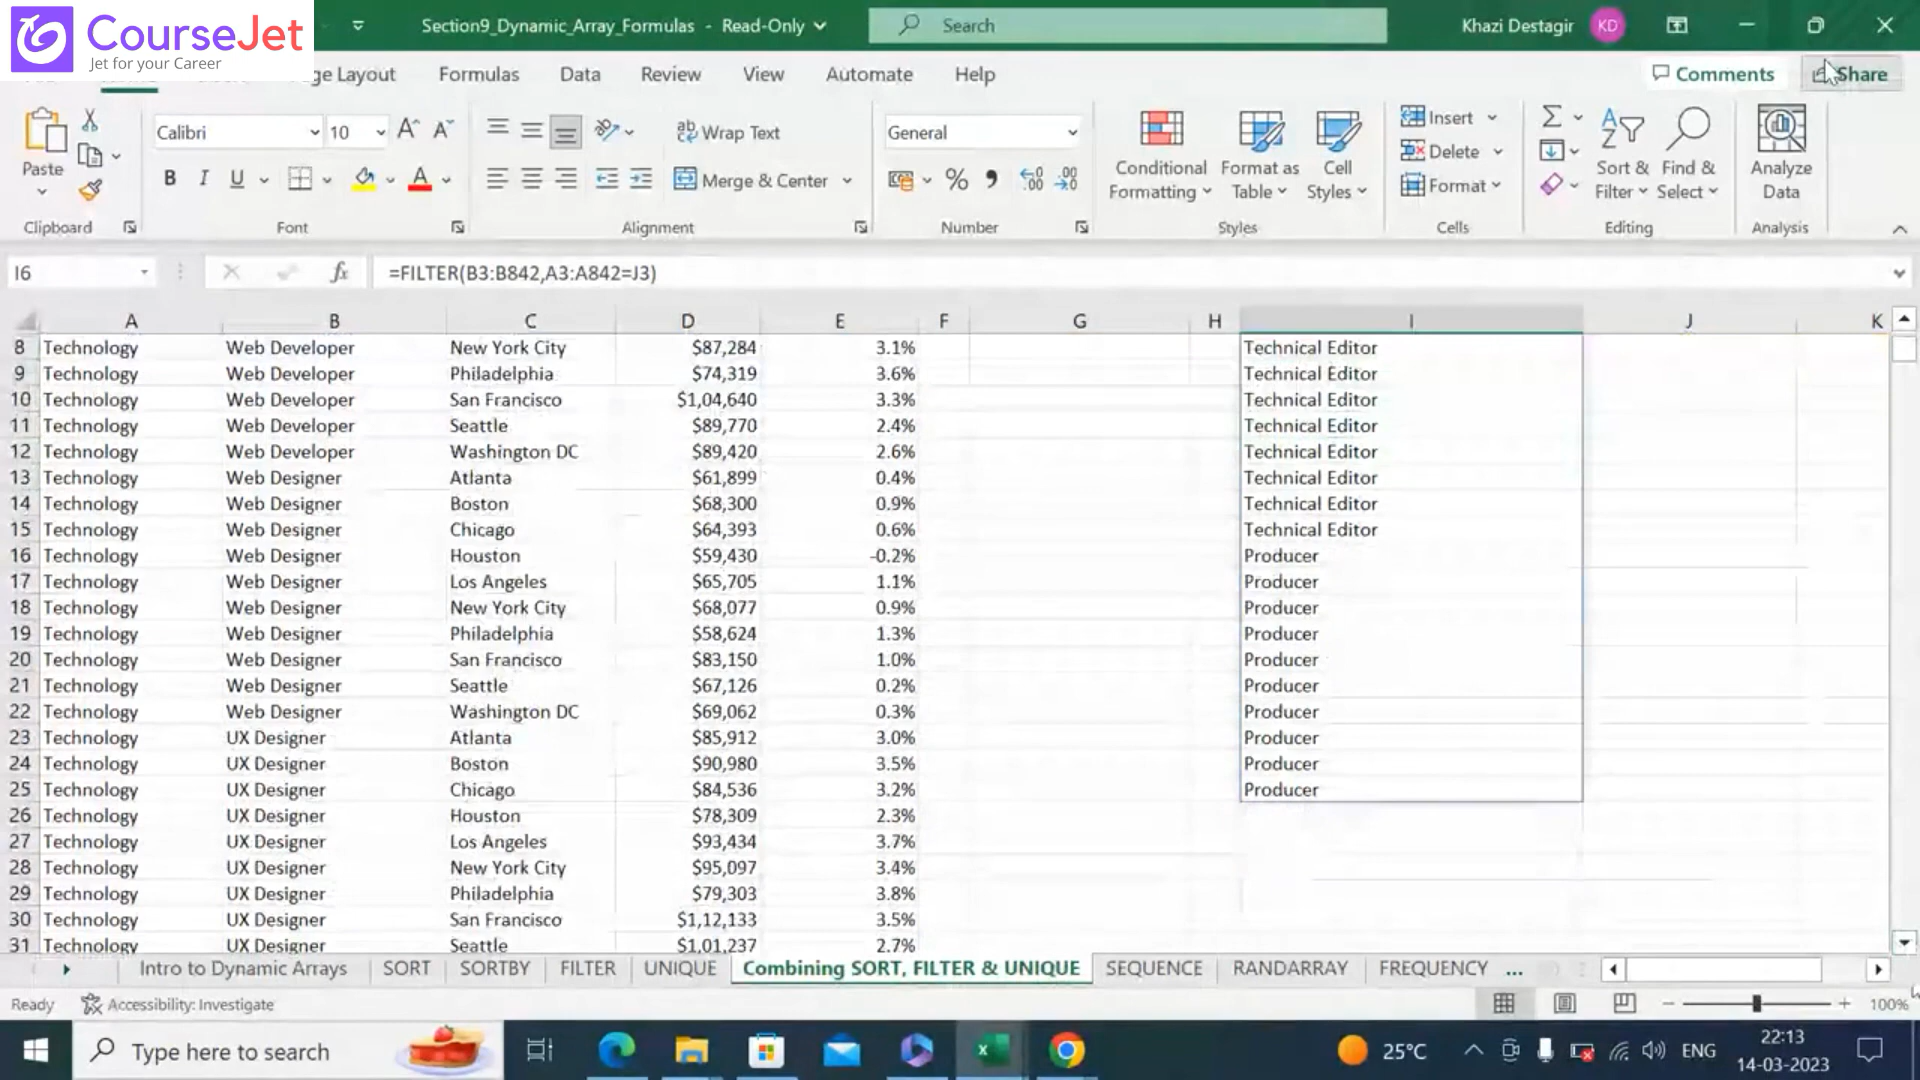 CourseJet
Jet for your Career
Section9_Dynamic_Array_Formulas - Read-Only
Search
Khazi Destagir
KD
ge Layout
Formulas
Data
Review
View
Automate
Help
Comments
Share
Paste
Calibri
10
B I U
Wrap Text
Merge & Center
General
Conditional Formatting
Format as Table
Cell Styles
Insert
Delete
Format
Sort & Filter
Find & Select
Analyze Data
Clipboard
Font
Alignment
Number
Styles
Cells
Editing
Analysis
I6
fx
=FILTER(B3:B842,A3:A842=J3)
A B C D E F G H I J K
8 Technology Web Developer New York City $87,284 3.1% Technical Editor
9 Technology Web Developer Philadelphia $74,319 3.6% Technical Editor
10 Technology Web Developer San Francisco $1,04,640 3.3% Technical Editor
11 Technology Web Developer Seattle $89,770 2.4% Technical Editor
12 Technology Web Developer Washington DC $89,420 2.6% Technical Editor
13 Technology Web Designer Atlanta $61,899 0.4% Technical Editor
14 Technology Web Designer Boston $68,300 0.9% Technical Editor
15 Technology Web Designer Chicago $64,393 0.6% Technical Editor
16 Technology Web Designer Houston $59,430 -0.2% Producer
17 Technology Web Designer Los Angeles $65,705 1.1% Producer
18 Technology Web Designer New York City $68,077 0.9% Producer
19 Technology Web Designer Philadelphia $58,624 1.3% Producer
20 Technology Web Designer San Francisco $83,150 1.0% Producer
21 Technology Web Designer Seattle $67,126 0.2% Producer
22 Technology Web Designer Washington DC $69,062 0.3% Producer
23 Technology UX Designer Atlanta $85,912 3.0% Producer
24 Technology UX Designer Boston $90,980 3.5% Producer
25 Technology UX Designer Chicago $84,536 3.2% Producer
26 Technology UX Designer Houston $78,309 2.3%
27 Technology UX Designer Los Angeles $93,434 3.7%
28 Technology UX Designer New York City $95,097 3.4%
29 Technology UX Designer Philadelphia $79,303 3.8%
30 Technology UX Designer San Francisco $1,12,133 3.5%
31 Technology UX Designer Seattle $1,01,237 2.7%
Intro to Dynamic Arrays
SORT
SORTBY
FILTER
UNIQUE
Combining SORT, FILTER & UNIQUE
SEQUENCE
RANDARRAY
FREQUENCY
...
Ready
Accessibility: Investigate
100%
Type here to search
25°C
ENG
22:13
14-03-2023